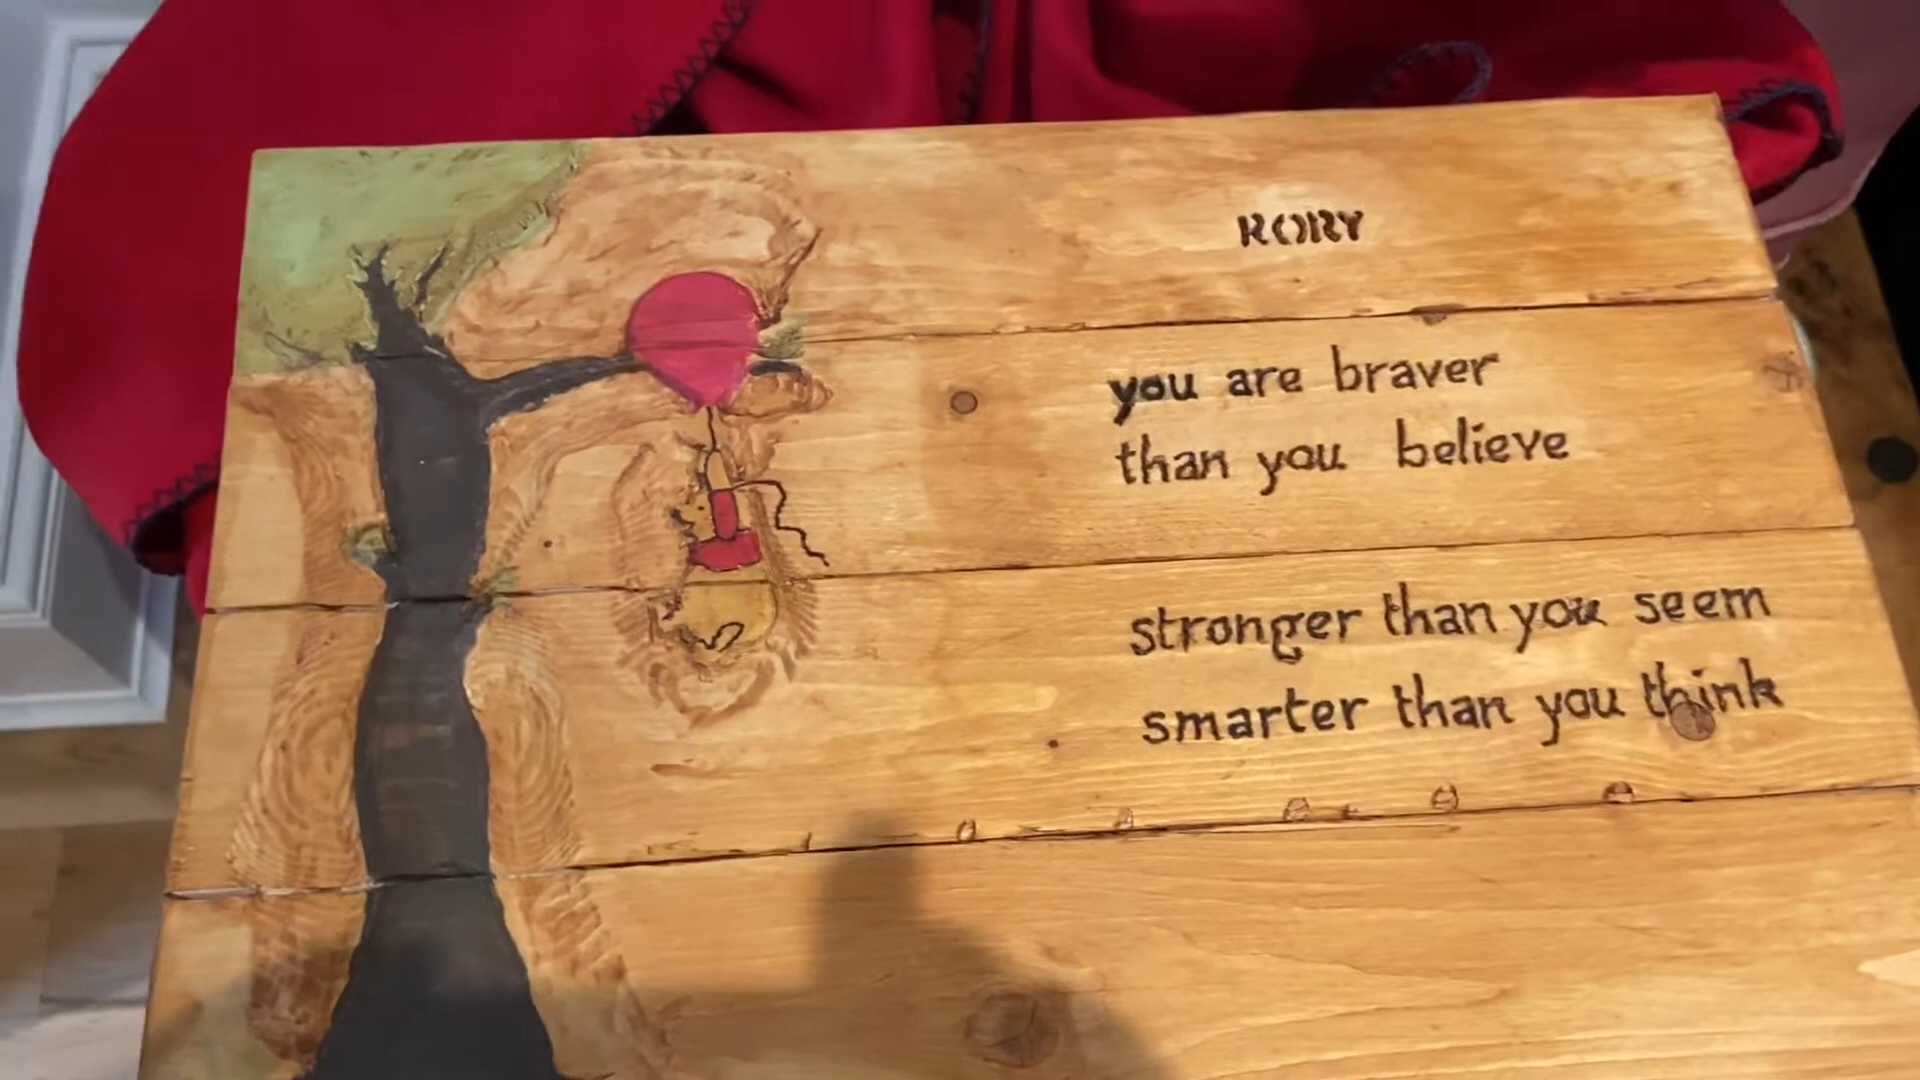 RORY
you are braver
than you believe
stronger than you seem
smarter than you think